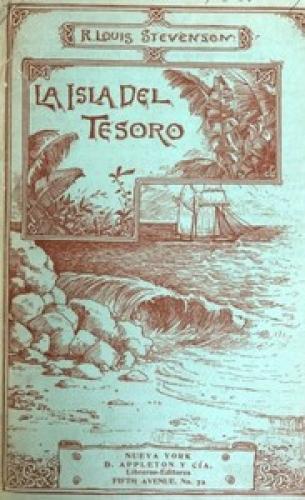 R. LOUIS STEVENSON
LA ISLA DEL
TESORO
NUEVA YORK
D. APPLETON Y CÍA.
Libreros-Editores
FIFTH AVENUE, No. 72